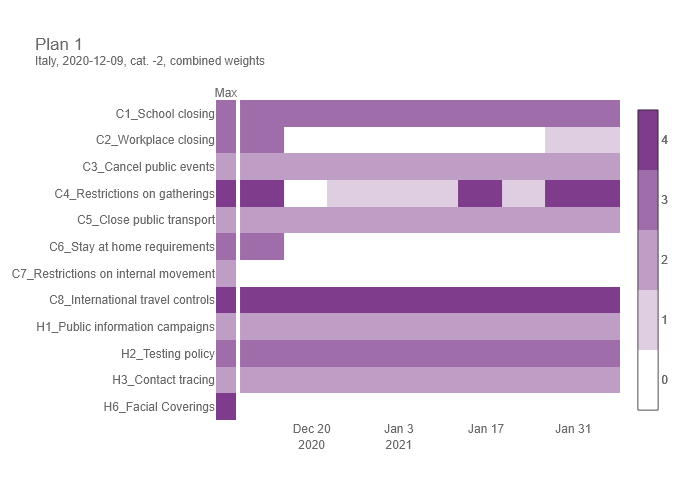 Plan 1
Italy, 2020-12-09, cat. -2, combined weights
Max
C1_School closing
C2_Workplace closing
C3_Cancel public events
C4_Restrictions on gatherings
C5_Close public transport
C6_Stay at home requirements
C7_Restrictions on internal movement
C8_International travel controls
H1_Public information campaigns
H2_Testing policy
H3_Contact tracing
H6_Facial Coverings
Dec 20 Jan 3 Jan 17 Jan 31
2020 2021
4
3
2
1
0